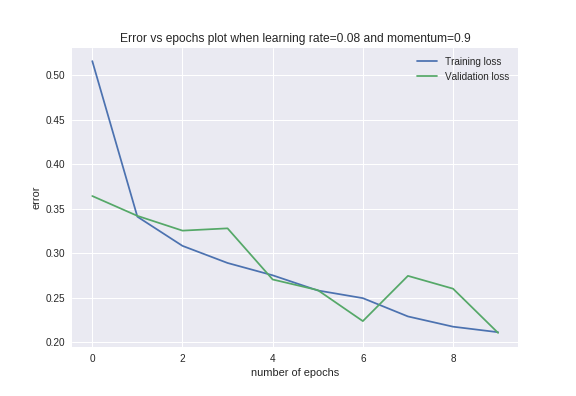 Error vs epochs plot when learning rate=0.08 and momentum=0.9
Training loss
Validation loss
0.50
0.45
0.40
0.35
0.30
0.25
0.20
error
0 2 4 6 8
number of epochs